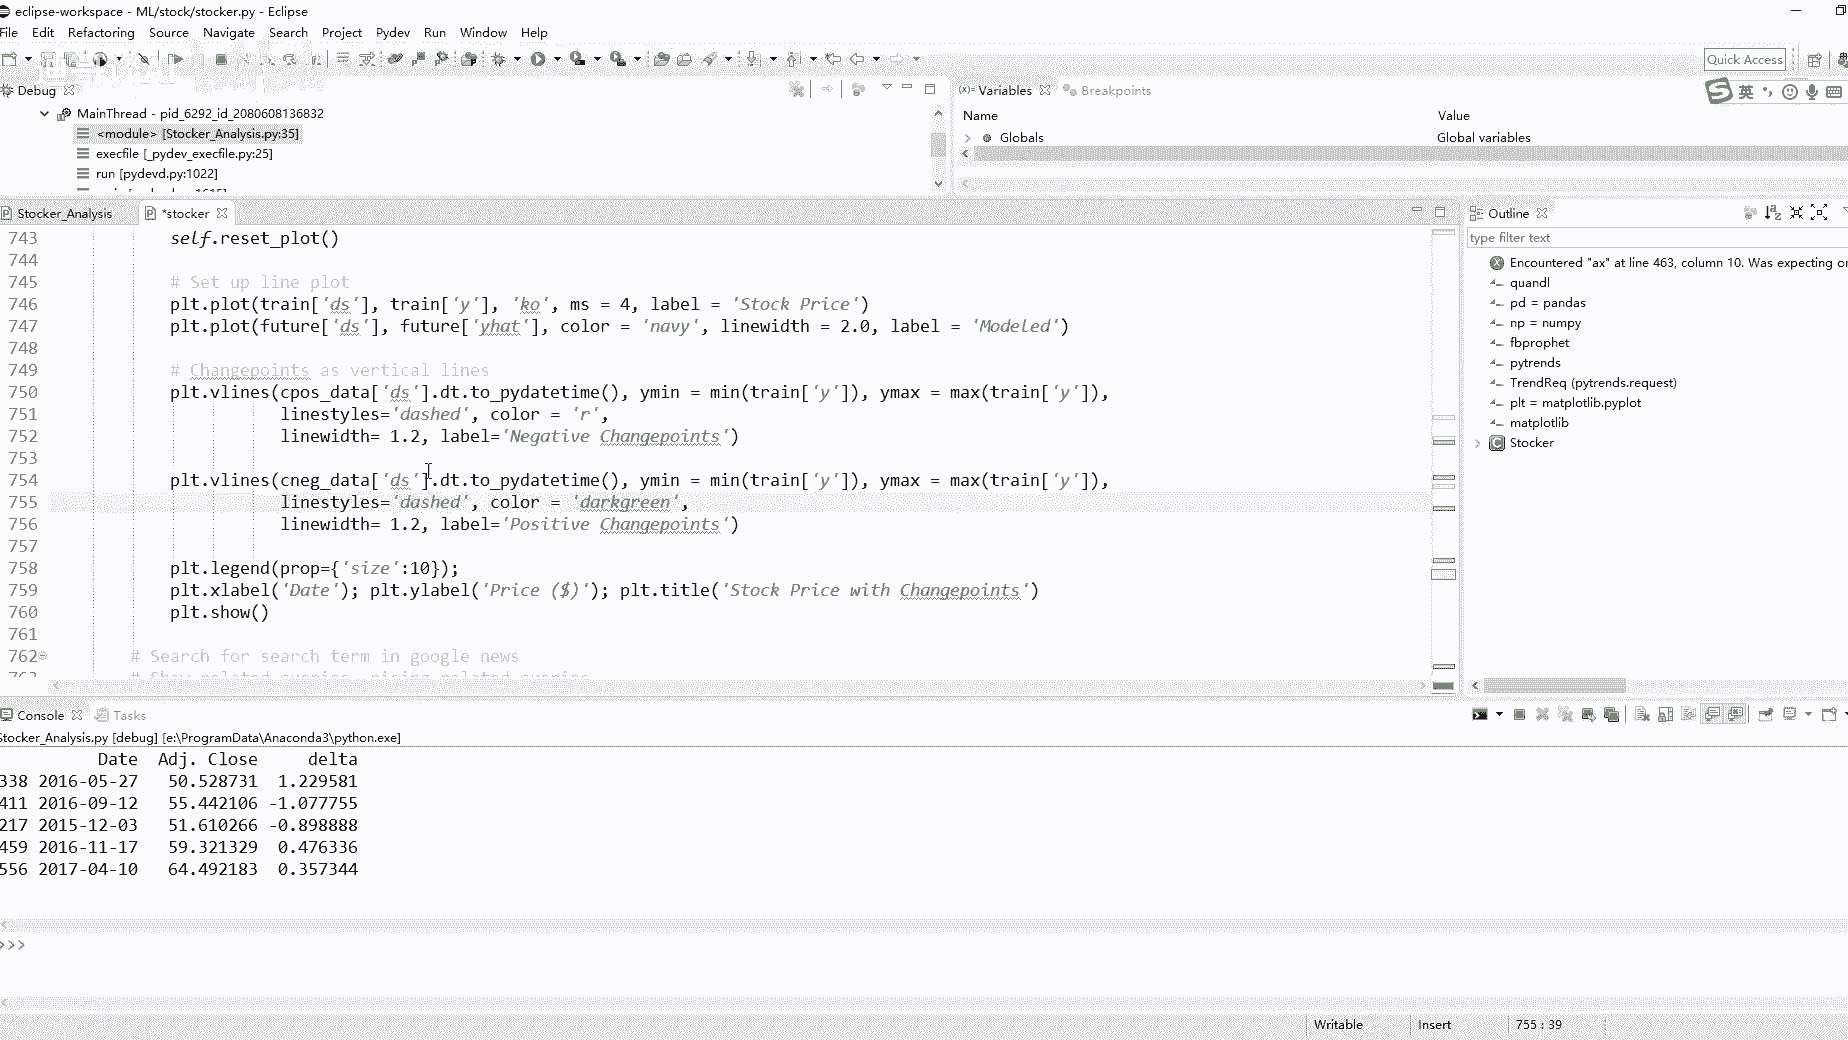 eclipse-workspace - ML/stock/stocker.py - Eclipse
File Edit Refactoring Source Navigate Search Project Pydev Run Window Help
Quick Access
Debug
(x)= Variables Breakpoints
英
MainThread - pid_6292_id_2080608136832
<module> [Stocker_Analysis.py:35]
execfile [_pydev_execfile.py:25]
run [pydevd.py:1022]
Name Value
Globals Global variables
Stocker_Analysis *stocker
743 self.reset_plot()
744
745 # Set up line plot
746 plt.plot(train['ds'], train['y'], 'ko', ms = 4, label = 'Stock Price')
747 plt.plot(future['ds'], future['yhat'], color = 'navy', linewidth = 2.0, label = 'Modeled')
748
749 # Changepoints as vertical lines
750 plt.vlines(cpos_data['ds'].dt.to_pydatetime(), ymin = min(train['y']), ymax = max(train['y']),
751 linestyles='dashed', color = 'r',
752 linewidth= 1.2, label='Negative Changepoints')
753
754 plt.vlines(cneg_data['ds'].dt.to_pydatetime(), ymin = min(train['y']), ymax = max(train['y']),
755 linestyles='dashed', color = 'darkgreen',
756 linewidth= 1.2, label='Positive Changepoints')
757
758 plt.legend(prop={'size':10});
759 plt.xlabel('Date'); plt.ylabel('Price ($)'); plt.title('Stock Price with Changepoints')
760 plt.show()
761
762 # Search for search term in google news
# Show related queries, rising related queries
Outline
type filter text
Encountered "ax" at line 463, column 10. Was expecting
quandl
pd = pandas
np = numpy
fbprophet
pytrends
TrendReq (pytrends.request)
plt = matplotlib.pyplot
matplotlib
Stocker
Console Tasks
Stocker_Analysis.py [debug] [e:\ProgramData\Anaconda3\python.exe]
Date Adj. Close delta
338 2016-05-27 50.528731 1.229581
411 2016-09-12 55.442106 -1.077755
217 2015-12-03 51.610266 -0.898888
459 2016-11-17 59.321329 0.476336
556 2017-04-10 64.492183 0.357344
>>>
Writable Insert 755 : 39